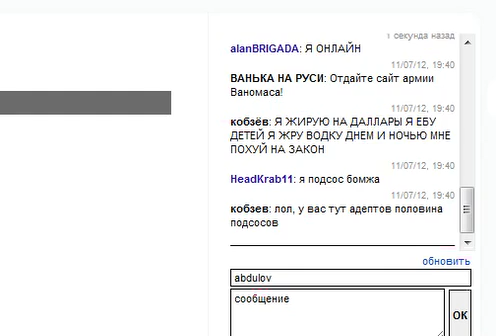 1 секунда назад
alanBRIGADA: Я ОНЛАЙН
11/07/12, 19:40
ВАНЬКА НА РУСИ: Отдайте сайт армии
Ваномаса!
11/07/12, 19:40
кобзёв: Я ЖИРУЮ НА ДАЛЛАРЫ Я ЕБУ
ДЕТЕЙ Я ЖРУ ВОДКУ ДНЕМ И НОЧЬЮ МНЕ
ПОХУЙ НА ЗАКОН
11/07/12, 19:40
HeadKrab11: я подсос бомжа
11/07/12, 19:40
кобзев: лол, у вас тут адептов половина
подсосов
обновить
abdulov
сообщение
ОК